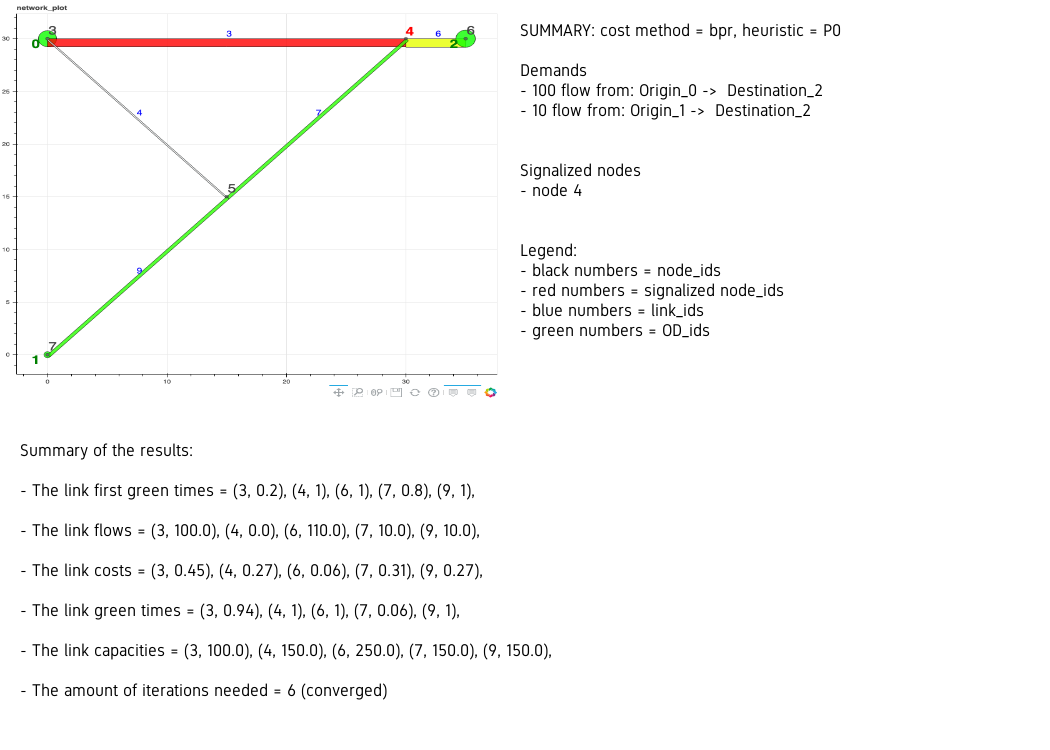 network_plot
SUMMARY: cost method = bpr, heuristic = P0
Demands
- 100 flow from: Origin_0 -> Destination_2
- 10 flow from: Origin_1 -> Destination_2
Signalized nodes
- node 4
Legend:
- black numbers = node_ids
- red numbers = signalized node_ids
- blue numbers = link_ids
- green numbers = OD_ids
30
25
20
15
10
5
0
0
10
20
30
3
0
3
4
6
6
2
4
7
5
9
7
1
Summary of the results:
- The link first green times = (3, 0.2), (4, 1), (6, 1), (7, 0.8), (9, 1),
- The link flows = (3, 100.0), (4, 0.0), (6, 110.0), (7, 10.0), (9, 10.0),
- The link costs = (3, 0.45), (4, 0.27), (6, 0.06), (7, 0.31), (9, 0.27),
- The link green times = (3, 0.94), (4, 1), (6, 1), (7, 0.06), (9, 1),
- The link capacities = (3, 100.0), (4, 150.0), (6, 250.0), (7, 150.0), (9, 150.0),
- The amount of iterations needed = 6 (converged)